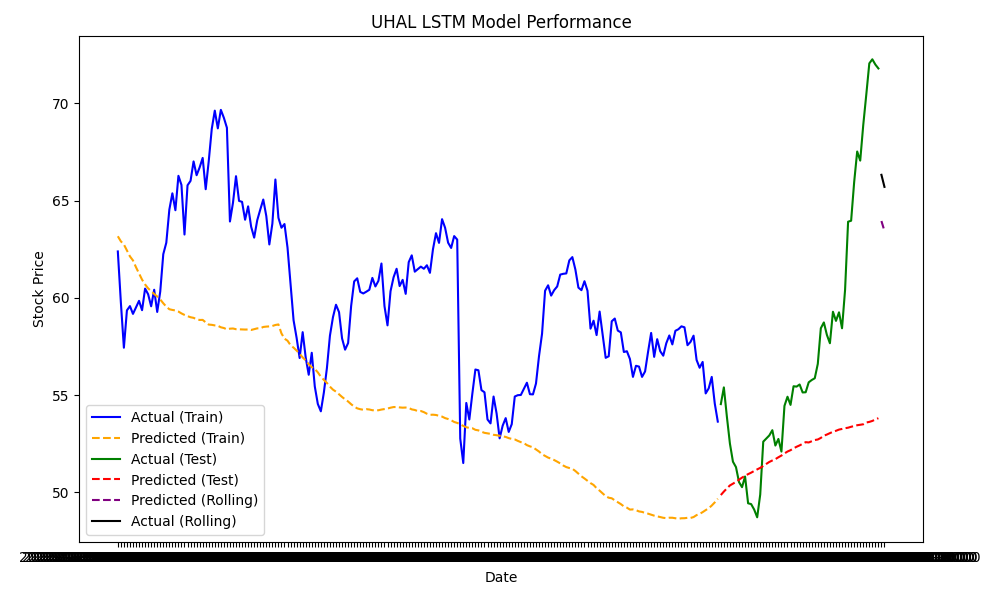 UHAL LSTM Model Performance
Stock Price
70
65
60
55
50
Actual (Train)
Predicted (Train)
Actual (Test)
Predicted (Test)
Predicted (Rolling)
Actual (Rolling)
Date